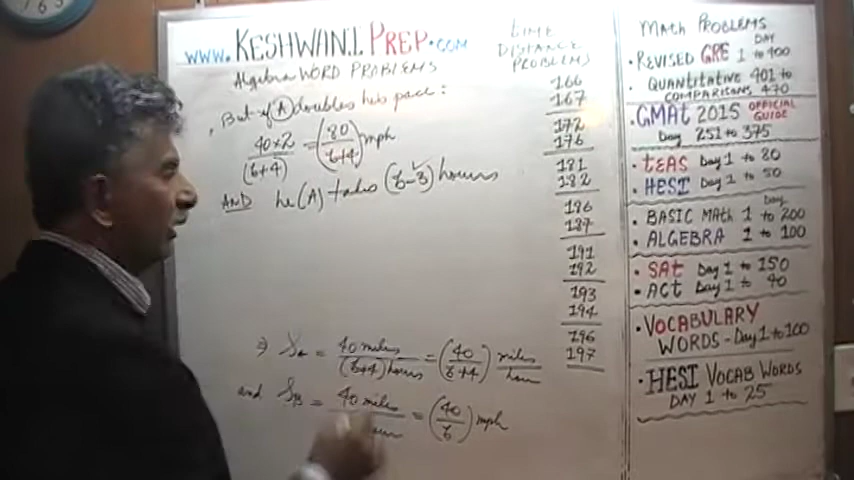 www.KESHWANI PREP.COM
Algebra WORD PROBLEMS
But if A doubles his pace:
40×2 / (t+4) = (80 / t+4) mph
AND he (A) takes (t-3) hours
⇒ S_A = 40 miles / (t+4) hours = (40 / t+4) miles / hour
and S_B = 40 miles / = (40 / t) mph
TIME
DISTANCE
PROBLEMS
166
167
172
176
181
182
186
187
191
192
193
194
196
197
MATH PROBLEMS
DAY
• REVISED GRE 1 to 400
• QUANTITATIVE 401 to
COMPARISONS 470
• GMAt 2015 OFFICIAL GUIDE
Day 251 to 375
• tEAS Day 1 to 80
• HESI Day 1 to 50
Day
• BASIC MAth 1 to 200
• ALGEBRA 1 to 100
• SAt Day 1 to 150
• ACt Day 1 to 90
• VOCABULARY
WORDS - Day 1 to 100
• HESI VOCAB WORDS
DAY 1 to 25